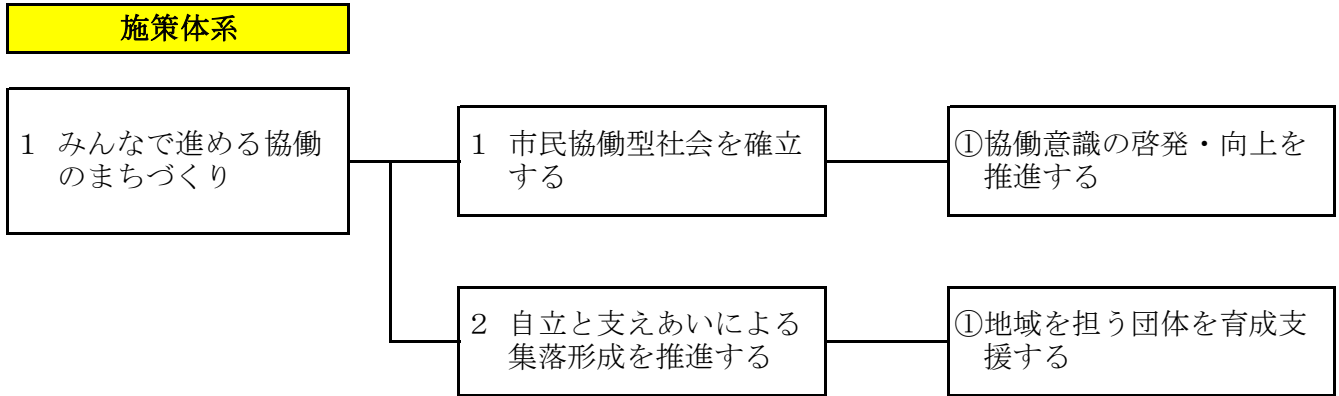 施策体系
１ みんなで進める協働
のまちづくり
１ 市民協働型社会を確立
する
①協働意識の啓発・向上を
推進する
２ 自立と支えあいによる
集落形成を推進する
①地域を担う団体を育成支
援する